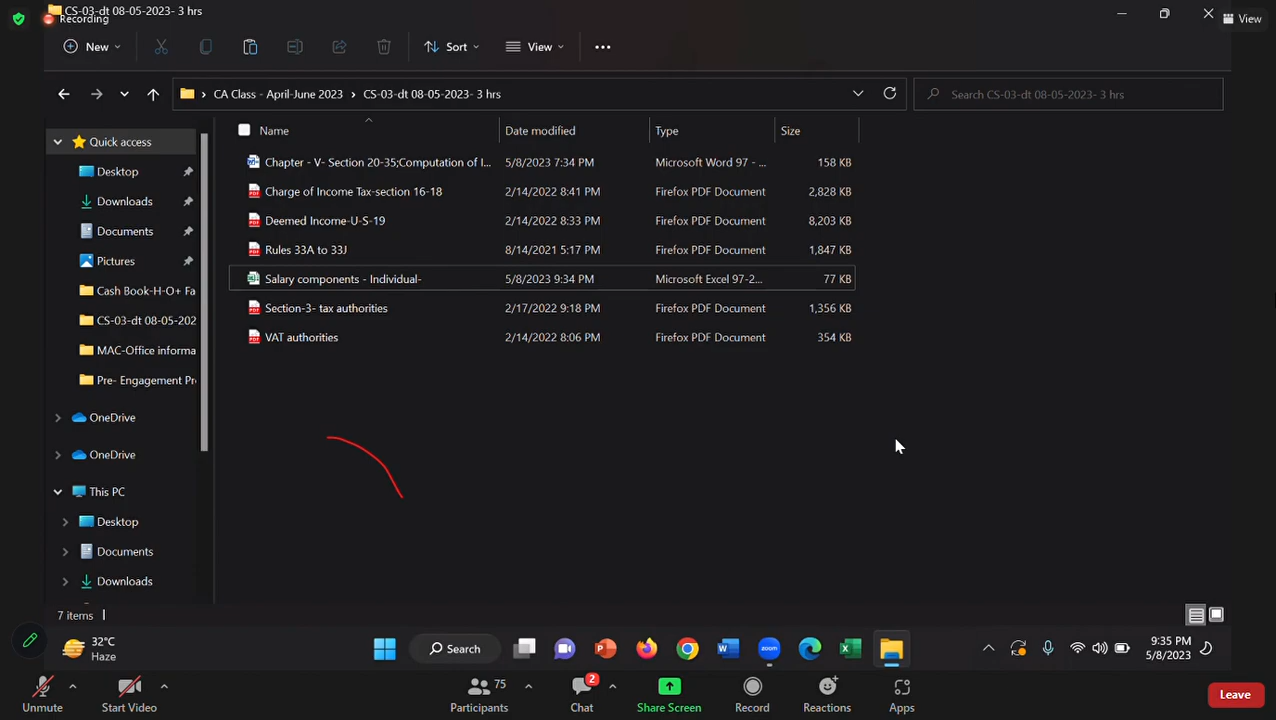 CS-03-dt 08-05-2023- 3 hrs
Recording
View
New
Sort
View
CA Class - April-June 2023 > CS-03-dt 08-05-2023- 3 hrs
Search CS-03-dt 08-05-2023- 3 hrs
Name Date modified Type Size
Chapter - V- Section 20-35;Computation of I... 5/8/2023 7:34 PM Microsoft Word 97 - ... 158 KB
Charge of Income Tax-section 16-18 2/14/2022 8:41 PM Firefox PDF Document 2,828 KB
Deemed Income-U-S-19 2/14/2022 8:33 PM Firefox PDF Document 8,203 KB
Rules 33A to 33J 8/14/2021 5:17 PM Firefox PDF Document 1,847 KB
Salary components - Individual- 5/8/2023 9:34 PM Microsoft Excel 97-2... 77 KB
Section-3- tax authorities 2/17/2022 9:18 PM Firefox PDF Document 1,356 KB
VAT authorities 2/14/2022 8:06 PM Firefox PDF Document 354 KB
Quick access
Desktop
Downloads
Documents
Pictures
Cash Book-H-O+ Fa
CS-03-dt 08-05-202
MAC-Office informa
Pre- Engagement Pr
OneDrive
OneDrive
This PC
Desktop
Documents
Downloads
7 items
32°C
Haze
Search
9:35 PM
5/8/2023
Unmute
Start Video
75
Participants
2
Chat
Share Screen
Record
Reactions
Apps
Leave